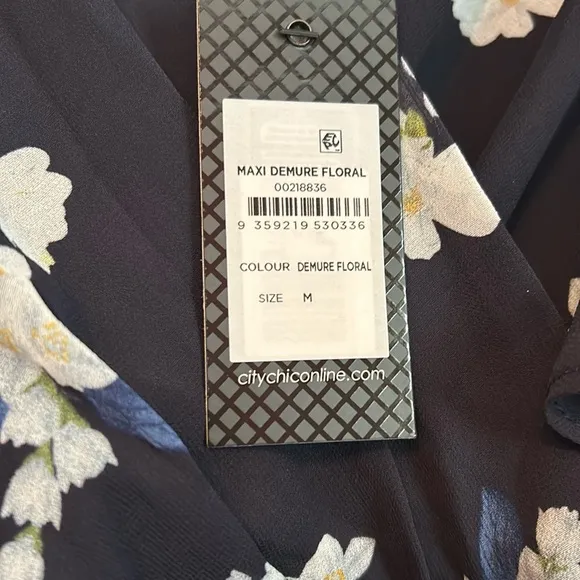 MAXI DEMURE FLORAL
00218836
9 359219 530336
COLOUR DEMURE FLORAL
SIZE M
citychiconline.com